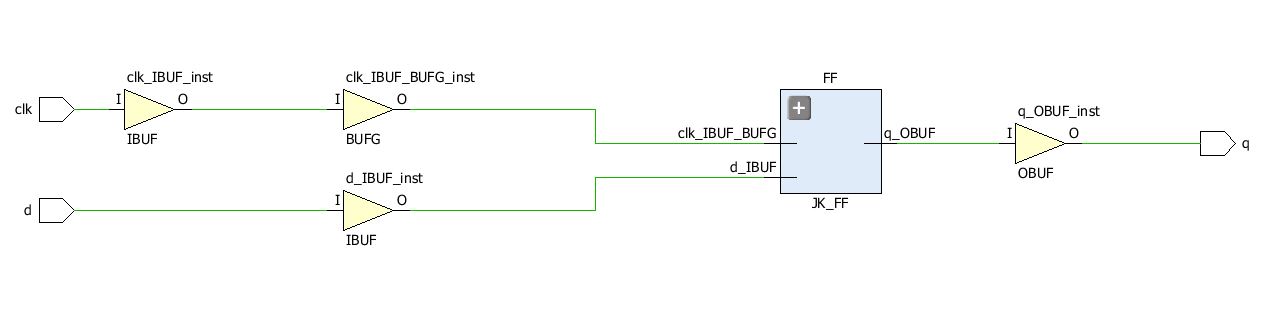 clk
clk_IBUF_inst
I
O
IBUF
clk_IBUF_BUFG_inst
I
O
BUFG
d
d_IBUF_inst
I
O
IBUF
FF
+
clk_IBUF_BUFG
d_IBUF
q_OBUF
JK_FF
q_OBUF_inst
I
O
OBUF
q